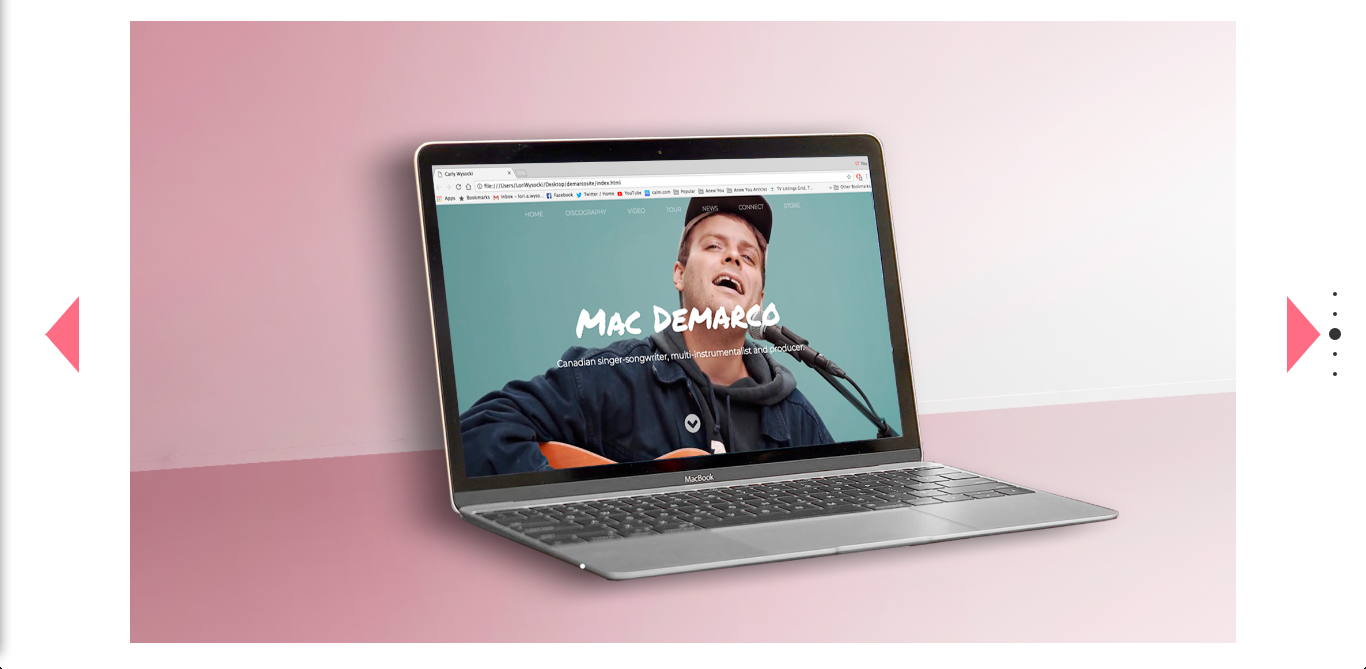 Carly Wysocki
You
file:///Users/LoriWysocki/Desktop/demarcosite/index.html
Apps Bookmarks Inbox – lori.a.wyso... Facebook Twitter / Home YouTube calm.com Popular Anew You Anew You Articles TV Listings Grid, T... » Other Bookmarks
HOME DISCOGRAPHY VIDEO TOUR NEWS CONNECT STORE
Mac DeMarco
Canadian singer-songwriter, multi-instrumentalist and producer.
MacBook